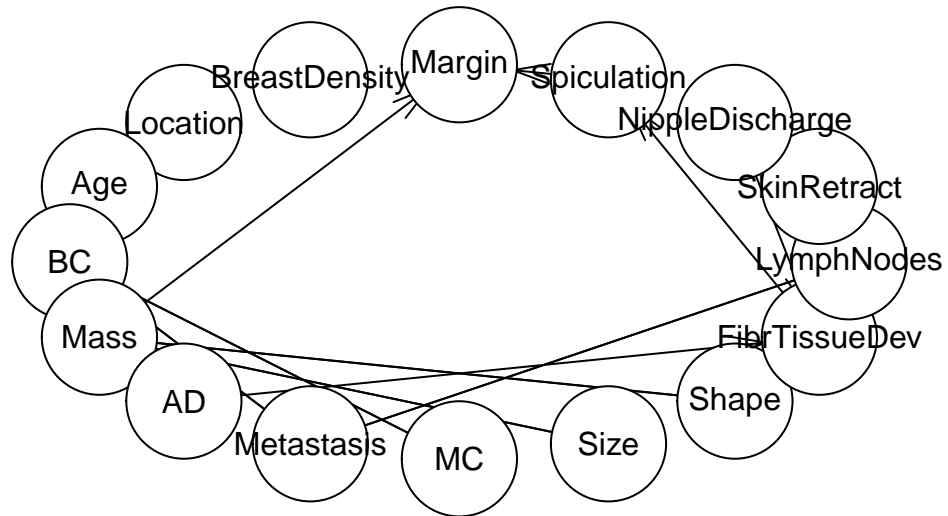 Margin
BreastDensity
Spiculation
Location
NippleDischarge
Age
SkinRetract
BC
LymphNodes
Mass
FibrTissueDev
AD
Shape
Metastasis
MC
Size